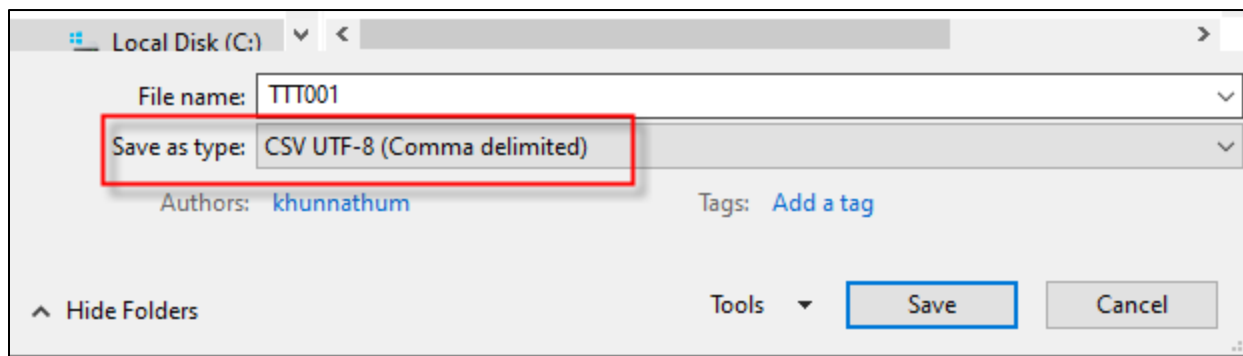 Local Disk (C:)
File name: TTT001
Save as type: CSV UTF-8 (Comma delimited)
Authors: khunnathum Tags: Add a tag
Hide Folders Tools Save Cancel